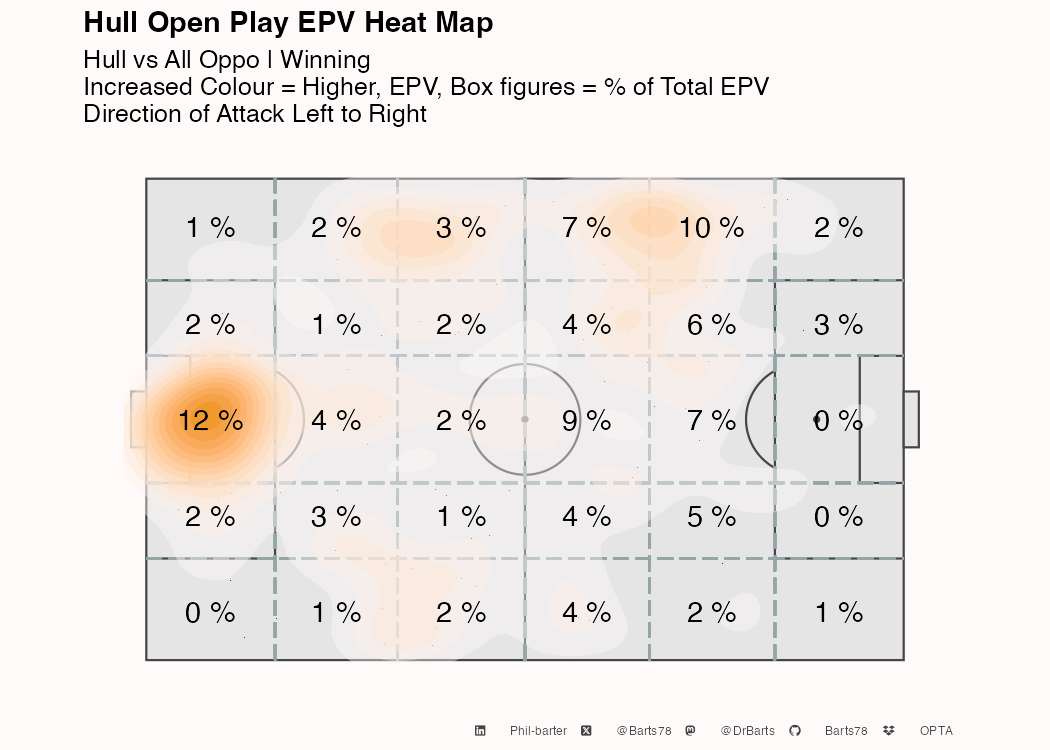 Hull Open Play EPV Heat Map
Hull vs All Oppo | Winning
Increased Colour = Higher, EPV, Box figures = % of Total EPV
Direction of Attack Left to Right
1 % 2 % 3 % 7 % 10 % 2 %
2 % 1 % 2 % 4 % 6 % 3 %
12 % 4 % 2 % 9 % 7 % 0 %
2 % 3 % 1 % 4 % 5 % 0 %
0 % 1 % 2 % 4 % 2 % 1 %
Phil-barter @Barts78 @DrBarts Barts78 OPTA